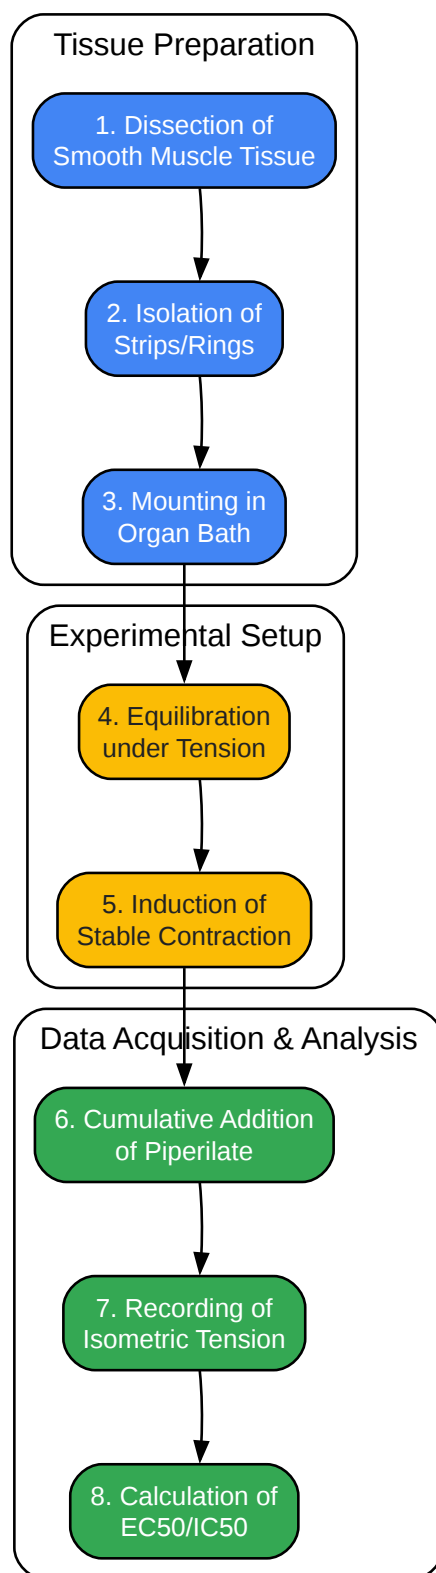 Tissue Preparation
1. Dissection of
Smooth Muscle Tissue
2. Isolation of
Strips/Rings
3. Mounting in
Organ Bath
Experimental Setup
4. Equilibration
under Tension
5. Induction of
Stable Contraction
Data Acquisition & Analysis
6. Cumulative Addition
of Piperilate
7. Recording of
Isometric Tension
8. Calculation of
EC50/IC50